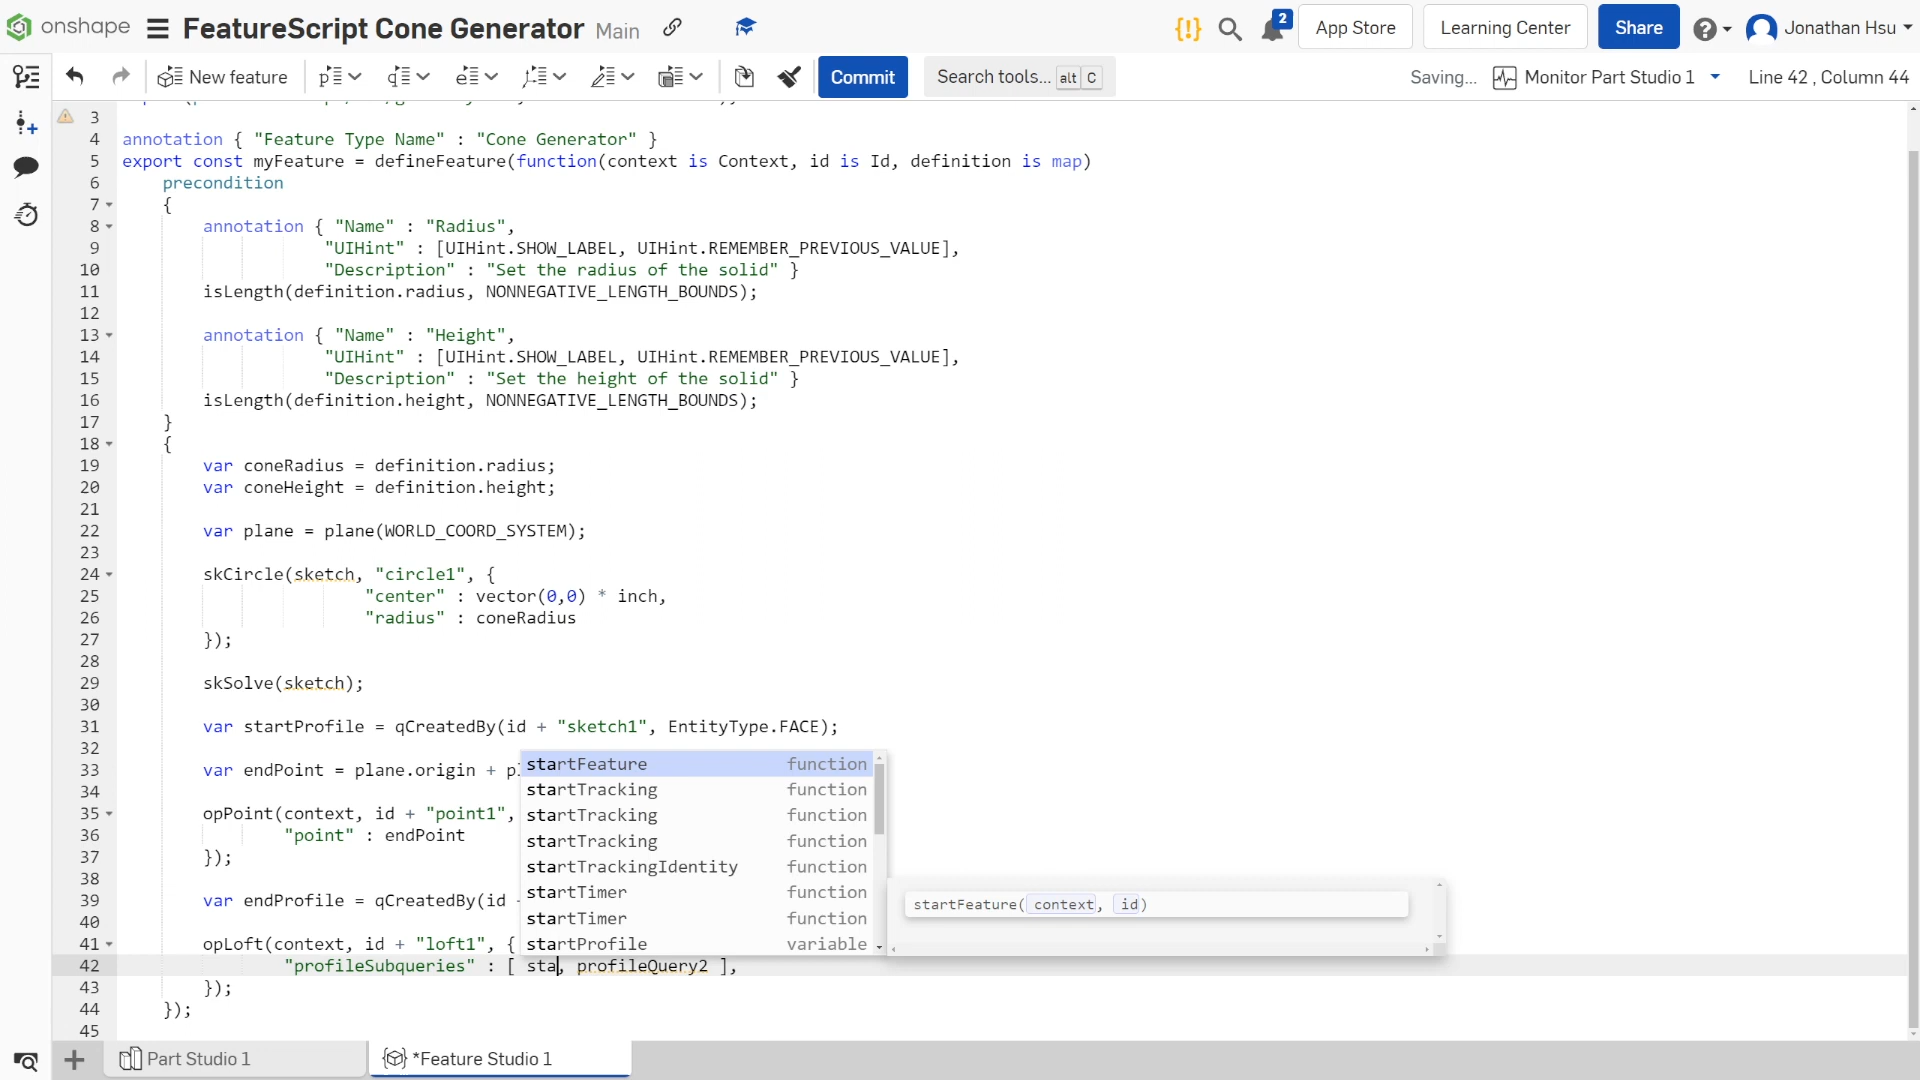 onshape FeatureScript Cone Generator Main 2 App Store Learning Center Share Jonathan Hsu
New feature Commit Search tools... alt C Saving... Monitor Part Studio 1 Line 42 , Column 44
3
4 annotation { "Feature Type Name" : "Cone Generator" }
5 export const myFeature = defineFeature(function(context is Context, id is Id, definition is map)
6 precondition
7 {
8 annotation { "Name" : "Radius",
9 "UIHint" : [UIHint.SHOW_LABEL, UIHint.REMEMBER_PREVIOUS_VALUE],
10 "Description" : "Set the radius of the solid" }
11 isLength(definition.radius, NONNEGATIVE_LENGTH_BOUNDS);
12
13 annotation { "Name" : "Height",
14 "UIHint" : [UIHint.SHOW_LABEL, UIHint.REMEMBER_PREVIOUS_VALUE],
15 "Description" : "Set the height of the solid" }
16 isLength(definition.height, NONNEGATIVE_LENGTH_BOUNDS);
17 }
18 {
19 var coneRadius = definition.radius;
20 var coneHeight = definition.height;
21
22 var plane = plane(WORLD_COORD_SYSTEM);
23
24 skCircle(sketch, "circle1", {
25 "center" : vector(0,0) * inch,
26 "radius" : coneRadius
27 });
28
29 skSolve(sketch);
30
31 var startProfile = qCreatedBy(id + "sketch1", EntityType.FACE);
32
33 var endPoint = plane.origin +
34
35 opPoint(context, id + "point1",
36 "point" : endPoint
37 });
38
39 var endProfile = qCreatedBy(id
40
41 opLoft(context, id + "loft1", {
42 "profileSubqueries" : [ sta, profileQuery2 ],
43 });
44 });
45
startFeature function
startTracking function
startTracking function
startTracking function
startTrackingIdentity function
startTimer function
startTimer function
startProfile variable
startFeature( context, id)
Part Studio 1 *Feature Studio 1